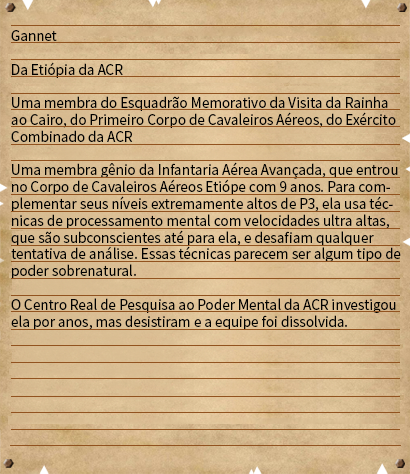 Gannet
Da Etiópia da ACR
Uma membra do Esquadrão Memorativo da Visita da Rainha
ao Cairo, do Primeiro Corpo de Cavaleiros Aéreos, do Exército
Combinado da ACR
Uma membra gênio da Infantaria Aérea Avançada, que entrou
no Corpo de Cavaleiros Aéreos Etiópe com 9 anos. Para com-
plementar seus níveis extremamente altos de P3, ela usa téc-
nicas de processamento mental com velocidades ultra altas,
que são subconscientes até para ela, e desafiam qualquer
tentativa de análise. Essas técnicas parecem ser algum tipo de
poder sobrenatural.
O Centro Real de Pesquisa ao Poder Mental da ACR investigou
ela por anos, mas desistiram e a equipe foi dissolvida.